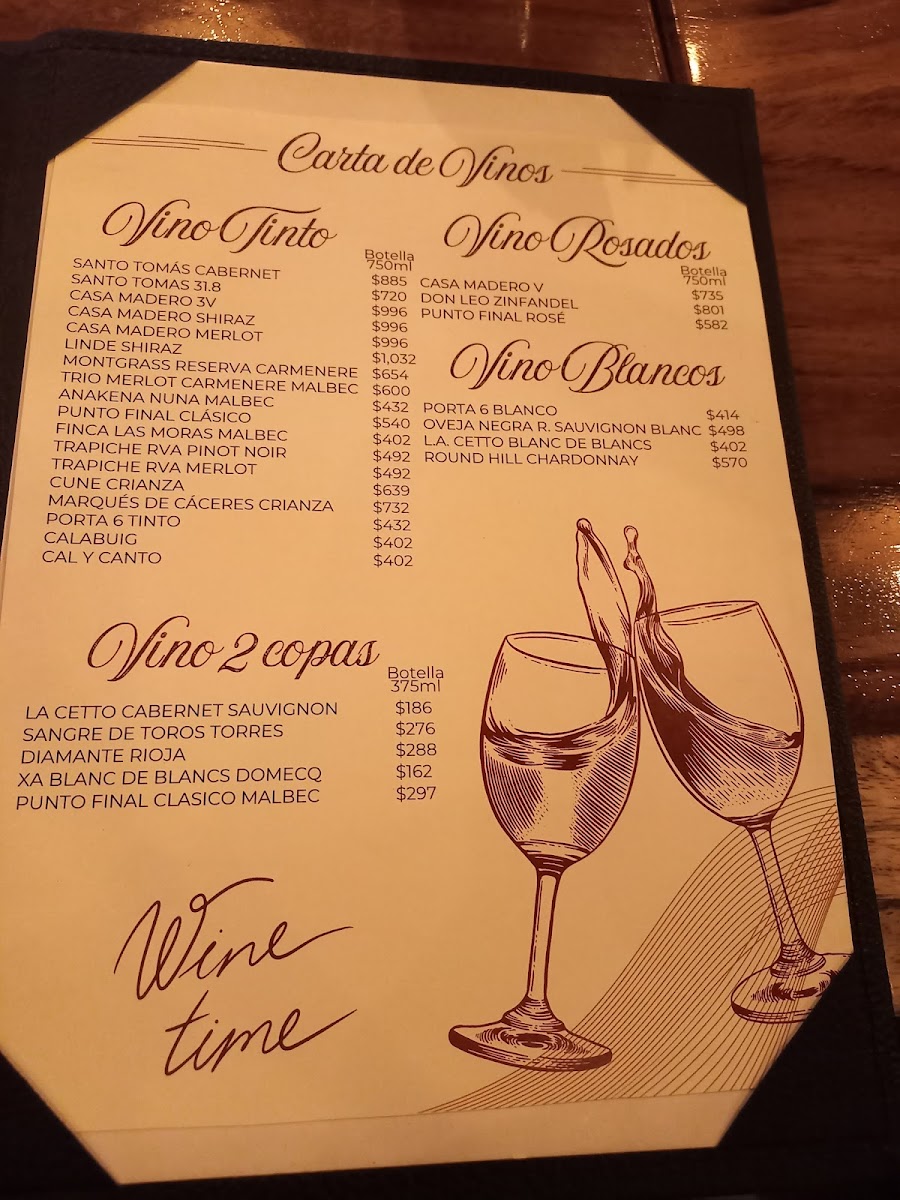 Carta de Vinos
Vino Tinto
Botella
750ml
SANTO TOMÁS CABERNET $885
SANTO TOMAS 31.8 $720
CASA MADERO 3V $996
CASA MADERO SHIRAZ $996
CASA MADERO MERLOT $996
LINDE SHIRAZ $1,032
MONTGRASS RESERVA CARMENERE $654
TRIO MERLOT CARMENERE MALBEC $600
ANAKENA NUNA MALBEC $432
PUNTO FINAL CLÁSICO $540
FINCA LAS MORAS MALBEC $402
TRAPICHE RVA PINOT NOIR $492
TRAPICHE RVA MERLOT $492
CUNE CRIANZA $639
MARQUÉS DE CÁCERES CRIANZA $732
PORTA 6 TINTO $432
CALABUIG $402
CAL Y CANTO $402
Vino Rosados
Botella
750ml
CASA MADERO V $735
DON LEO ZINFANDEL $801
PUNTO FINAL ROSÉ $582
Vino Blancos
PORTA 6 BLANCO $414
OVEJA NEGRA R. SAUVIGNON BLANC $498
L.A. CETTO BLANC DE BLANCS $402
ROUND HILL CHARDONNAY $570
Vino 2 copas
Botella
375ml
LA CETTO CABERNET SAUVIGNON $186
SANGRE DE TOROS TORRES $276
DIAMANTE RIOJA $288
XA BLANC DE BLANCS DOMECQ $162
PUNTO FINAL CLASICO MALBEC $297
Wine
time